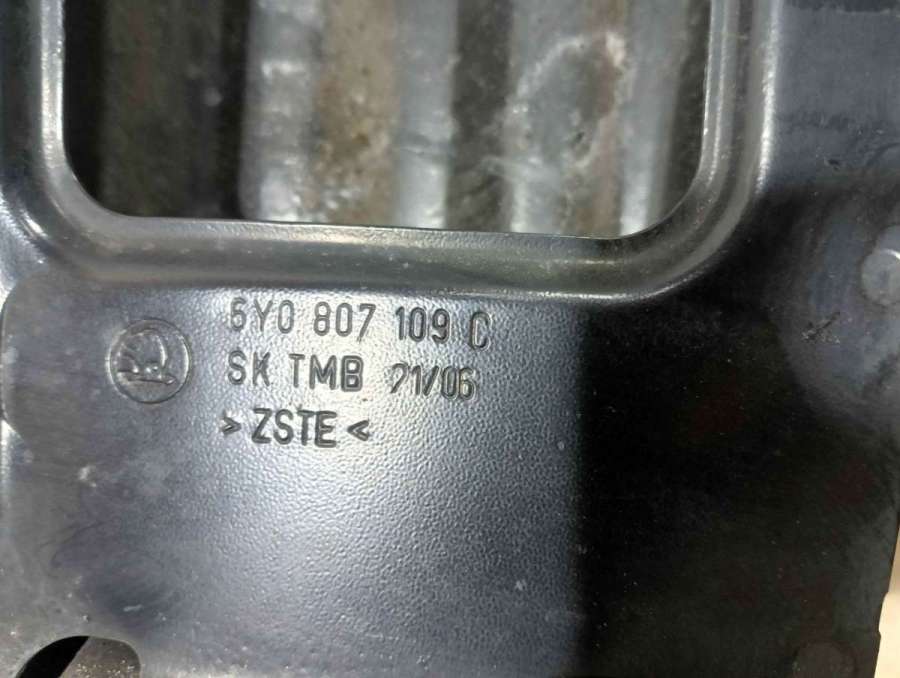 6Y0 807 109 C
SK TMB 21/06
> ZSTE <